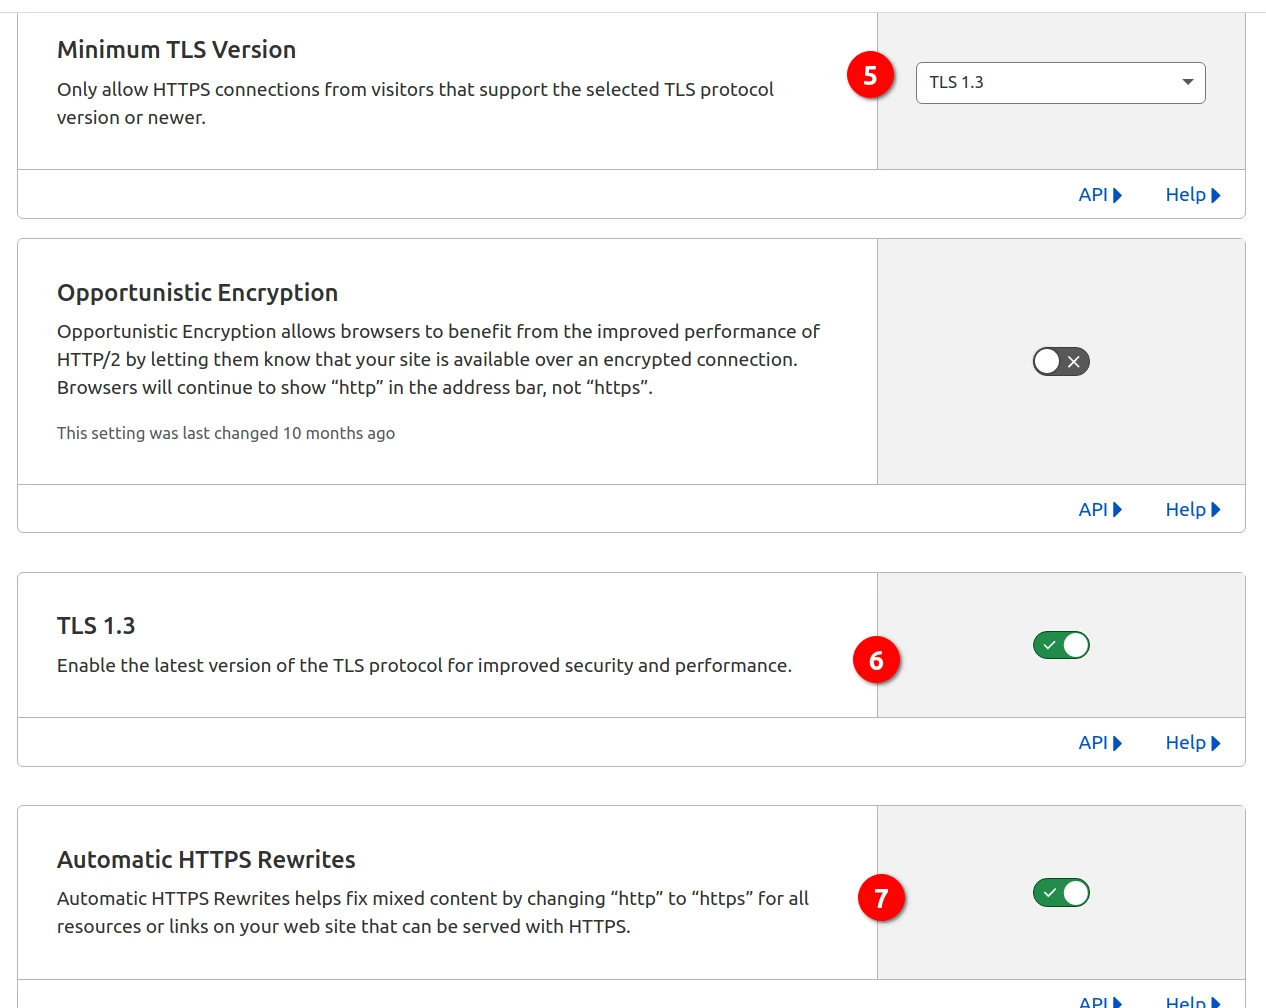 Minimum TLS Version
Only allow HTTPS connections from visitors that support the selected TLS protocol
version or newer.
5
TLS 1.3
API
Help
Opportunistic Encryption
Opportunistic Encryption allows browsers to benefit from the improved performance of
HTTP/2 by letting them know that your site is available over an encrypted connection.
Browsers will continue to show “http” in the address bar, not “https”.
This setting was last changed 10 months ago
API
Help
TLS 1.3
Enable the latest version of the TLS protocol for improved security and performance.
6
API
Help
Automatic HTTPS Rewrites
Automatic HTTPS Rewrites helps fix mixed content by changing “http” to “https” for all
resources or links on your web site that can be served with HTTPS.
7
API
Help